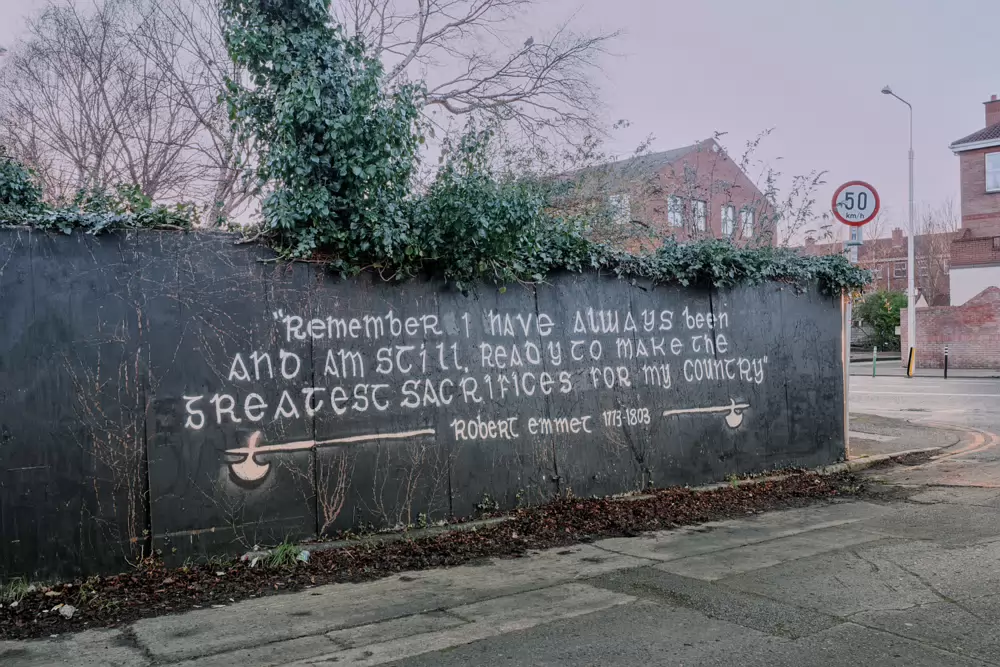 "Remember I have always been
and am still, ready to make the
greatest sacrifices for my country"
Robert Emmet 1773-1803
50
km/h